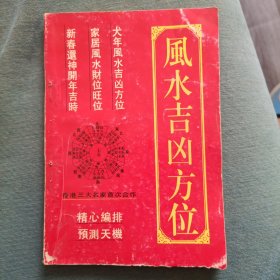 風水吉凶方位
犬年風水吉凶方位
家居風水財位旺位
新春還神開年吉時
香港三大名家首次合作
精心編排
預測天機